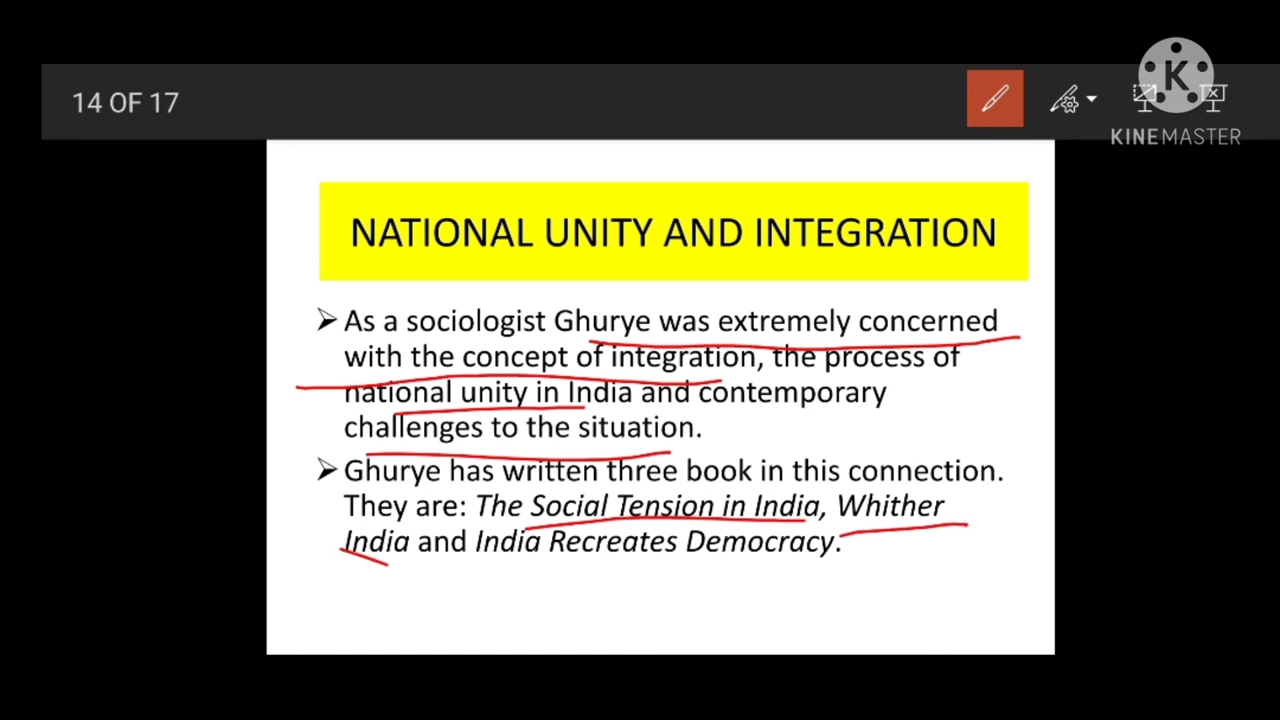 14 OF 17
K
KINEMASTER
NATIONAL UNITY AND INTEGRATION
As a sociologist Ghurye was extremely concerned
with the concept of integration, the process of
national unity in India and contemporary
challenges to the situation.
Ghurye has written three book in this connection.
They are: The Social Tension in India, Whither
India and India Recreates Democracy.